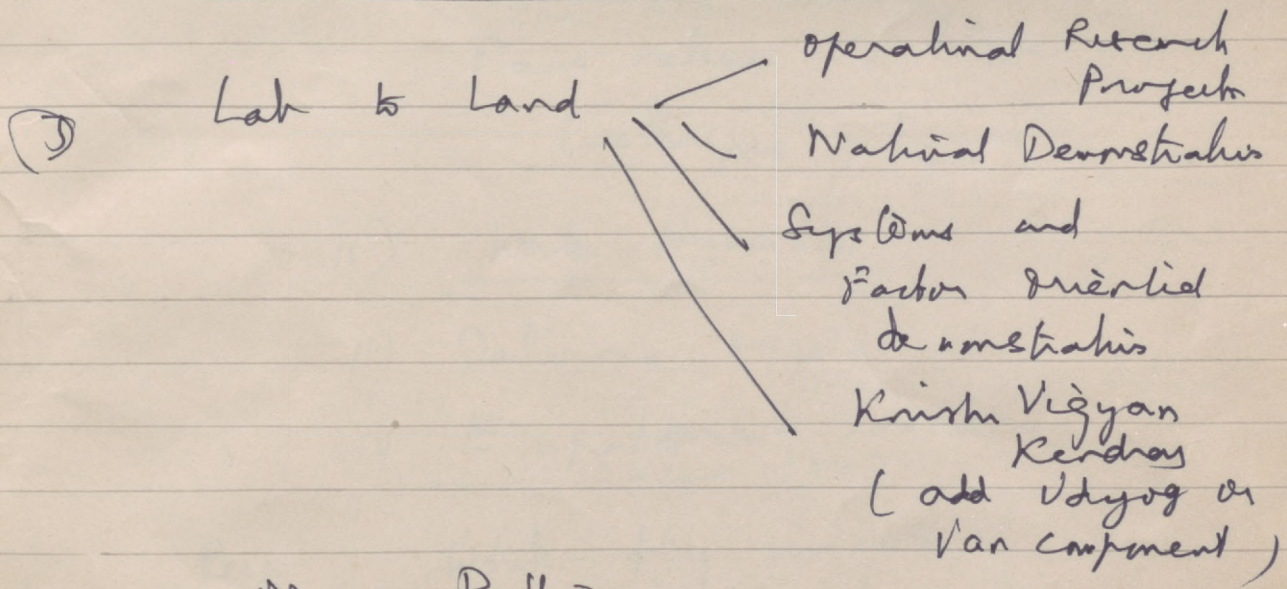 ③ Lab to Land
Operational Research
Projects
National Demonstrations
Systems and
Factor Oriented
demonstrations
Krishi Vigyan
Kendras
( add Udyog or
Van component )